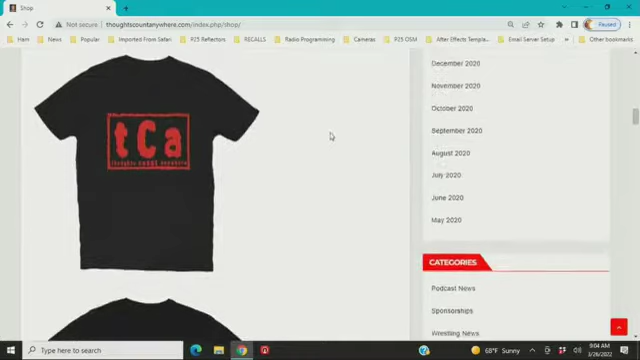 Shop
Not secure
thoughtscountanywhere.com/index.php/shop/
Paused
Ham
News
Popular
Imported From Safari
P25 Reflectors
RECALLS
Radio Programming
Cameras
P25 OSM
After Effects Templa...
Email Server Setup
»
Other bookmarks
tCa
thoughts count anywhere
December 2020
November 2020
October 2020
September 2020
August 2020
July 2020
June 2020
May 2020
CATEGORIES
Podcast News
Sponsorships
Wrestling News
Type here to search
68°F Sunny
9:04 AM
3/26/2022